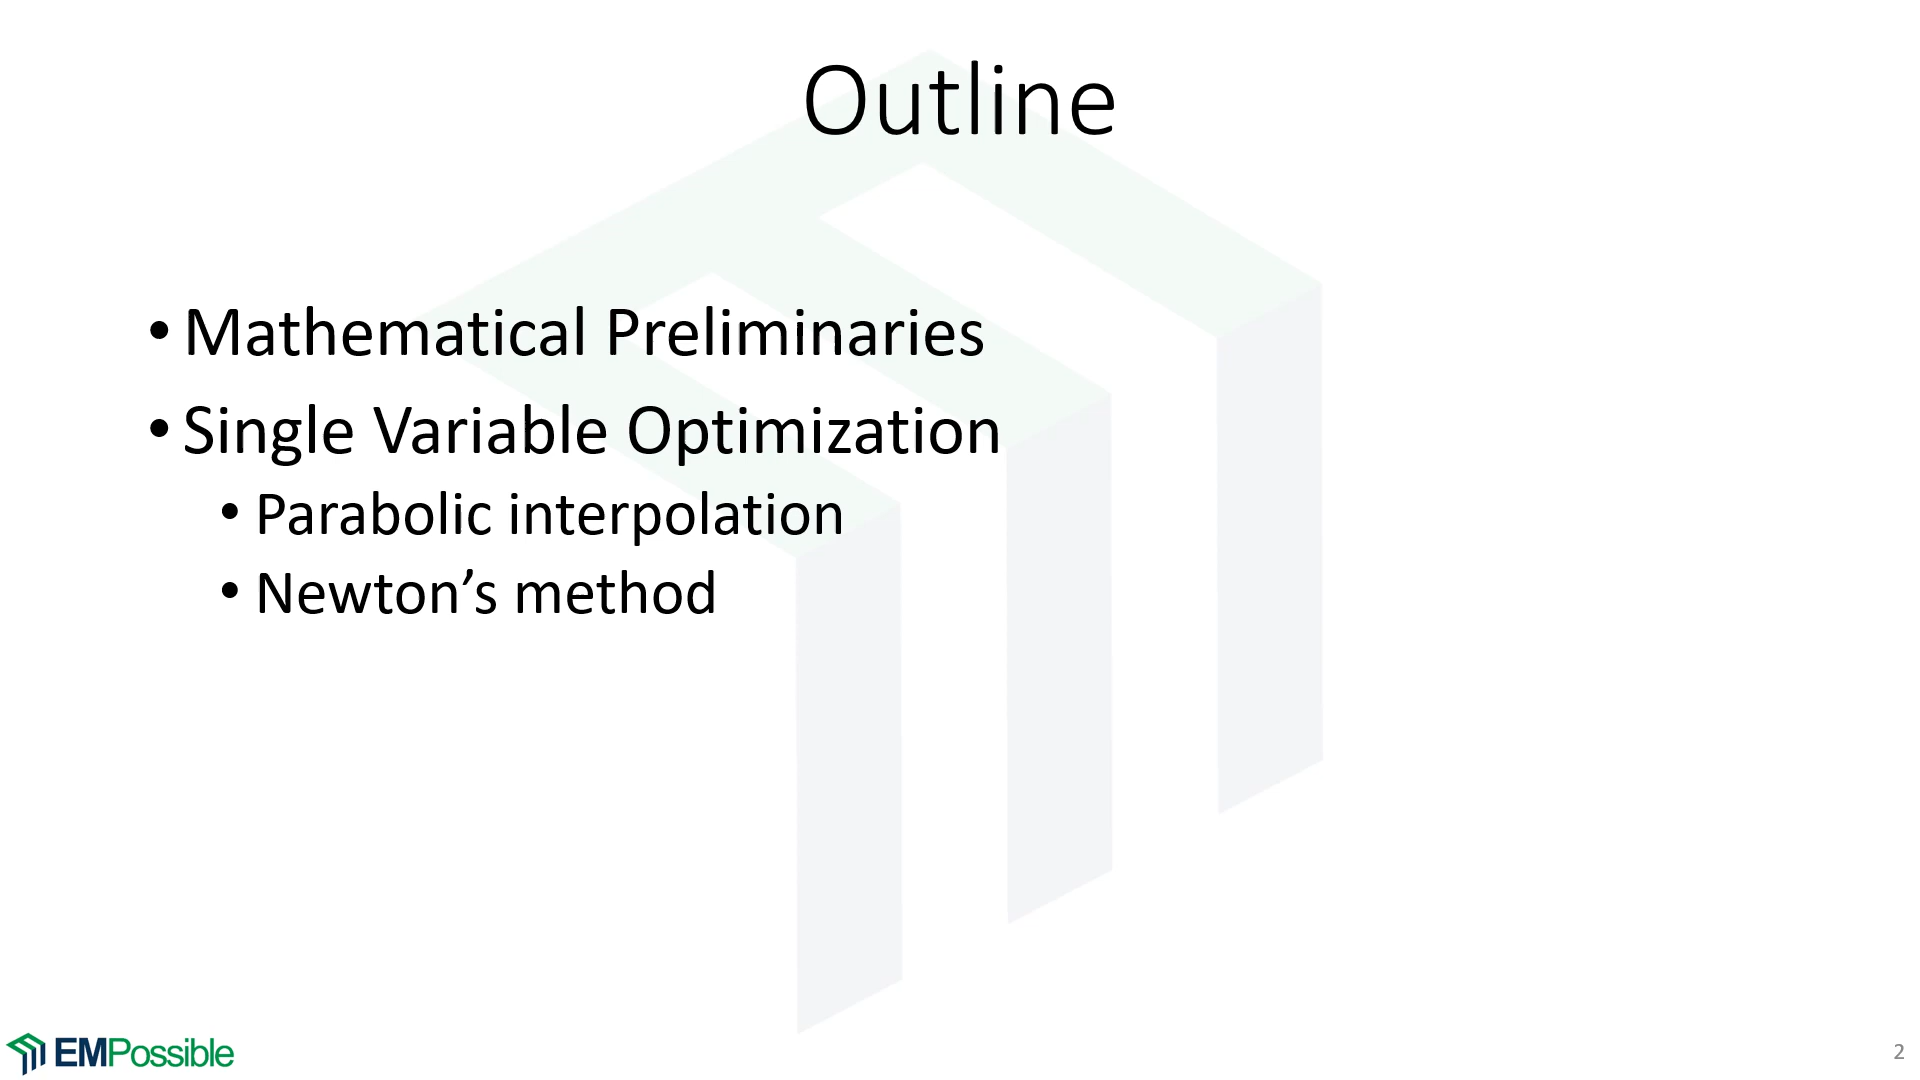 Outline
• Mathematical Preliminaries
• Single Variable Optimization
• Parabolic interpolation
• Newton’s method
EMPossible
2